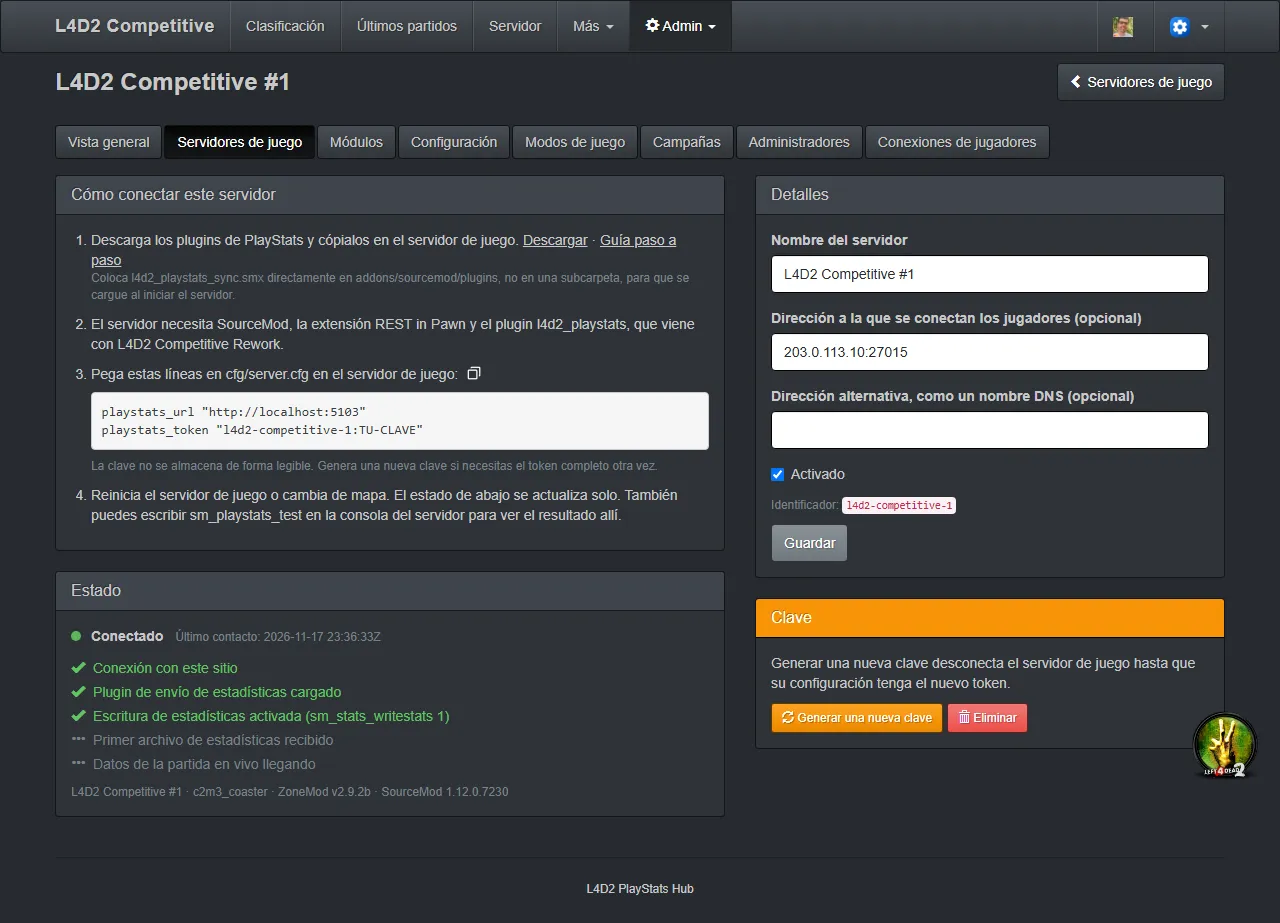 L4D2 Competitive
Clasificación
Últimos partidos
Servidor
Más
Admin
L4D2 Competitive #1
Servidores de juego
Vista general
Servidores de juego
Módulos
Configuración
Modos de juego
Campañas
Administradores
Conexiones de jugadores
Cómo conectar este servidor
1. Descarga los plugins de PlayStats y cópialos en el servidor de juego. Descargar · Guía paso a
paso
Coloca l4d2_playstats_sync.smx directamente en addons/sourcemod/plugins, no en una subcarpeta, para que se
cargue al iniciar el servidor.
2. El servidor necesita SourceMod, la extensión REST in Pawn y el plugin l4d2_playstats, que viene
con L4D2 Competitive Rework.
3. Pega estas líneas en cfg/server.cfg en el servidor de juego:
playstats_url "http://localhost:5103"
playstats_token "l4d2-competitive-1:TU-CLAVE"
La clave no se almacena de forma legible. Genera una nueva clave si necesitas el token completo otra vez.
4. Reinicia el servidor de juego o cambia de mapa. El estado de abajo se actualiza solo. También
puedes escribir sm_playstats_test en la consola del servidor para ver el resultado allí.
Estado
Conectado Último contacto: 2026-11-17 23:36:33Z
Conexión con este sitio
Plugin de envío de estadísticas cargado
Escritura de estadísticas activada (sm_stats_writestats 1)
Primer archivo de estadísticas recibido
Datos de la partida en vivo llegando
L4D2 Competitive #1 · c2m3_coaster · ZoneMod v2.9.2b · SourceMod 1.12.0.7230
Detalles
Nombre del servidor
L4D2 Competitive #1
Dirección a la que se conectan los jugadores (opcional)
203.0.113.10:27015
Dirección alternativa, como un nombre DNS (opcional)
Activado
Identificador: l4d2-competitive-1
Guardar
Clave
Generar una nueva clave desconecta el servidor de juego hasta que
su configuración tenga el nuevo token.
Generar una nueva clave
Eliminar
LEFT 4 DEAD 2
L4D2 PlayStats Hub